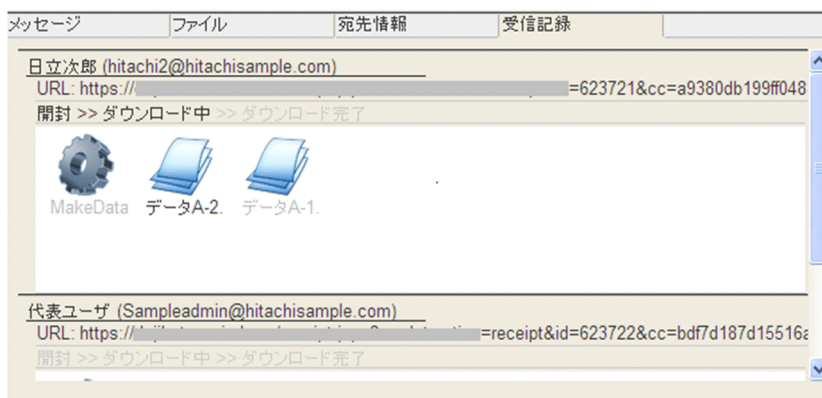 メッセージ ファイル 宛先情報 受信記録
日立次郎 (hitachi2@hitachisample.com)
URL: https:// =623721&cc=a9380db199ff048
開封 >> ダウンロード中 >> ダウンロード完了
MakeData データA-2. データA-1.
代表ユーザ (Sampleadmin@hitachisample.com)
URL: https:// =receipt&id=623722&cc=bdf7d187d15516a
開封 >> ダウンロード中 >> ダウンロード完了